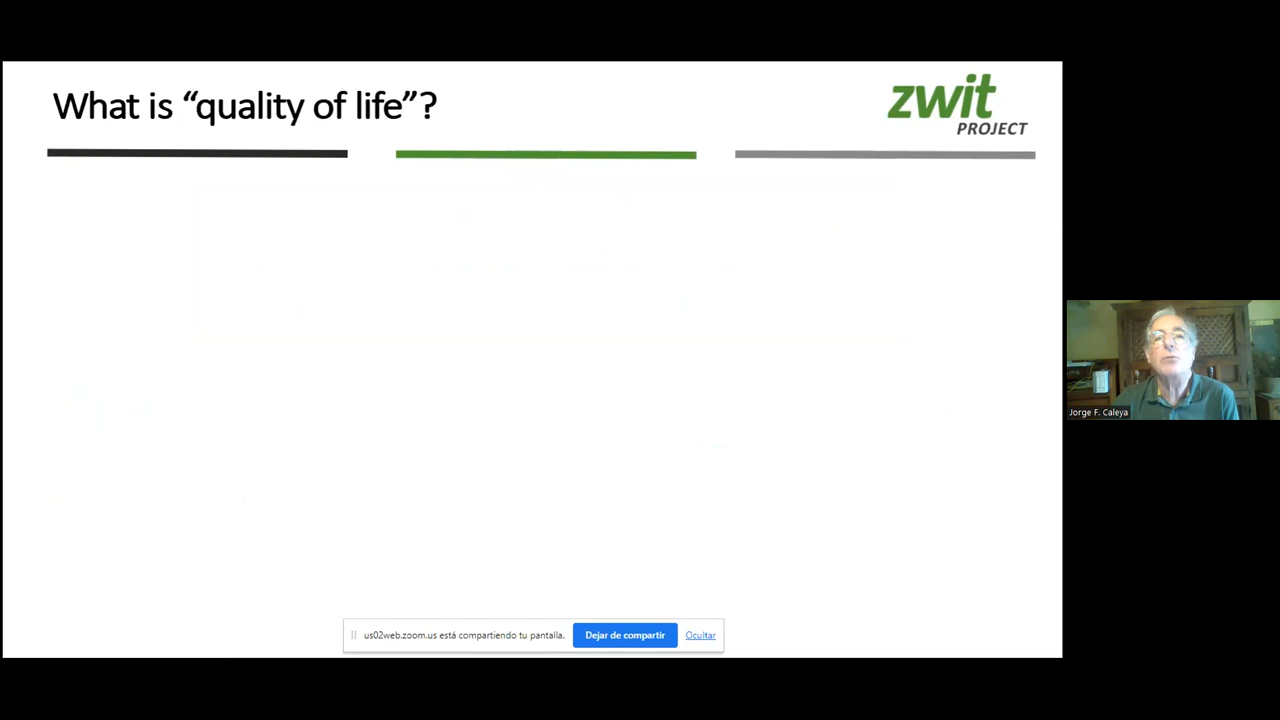 What is “quality of life”?
zwit
PROJECT
Jorge F. Caleya
us02web.zoom.us está compartiendo tu pantalla.
Dejar de compartir
Ocultar